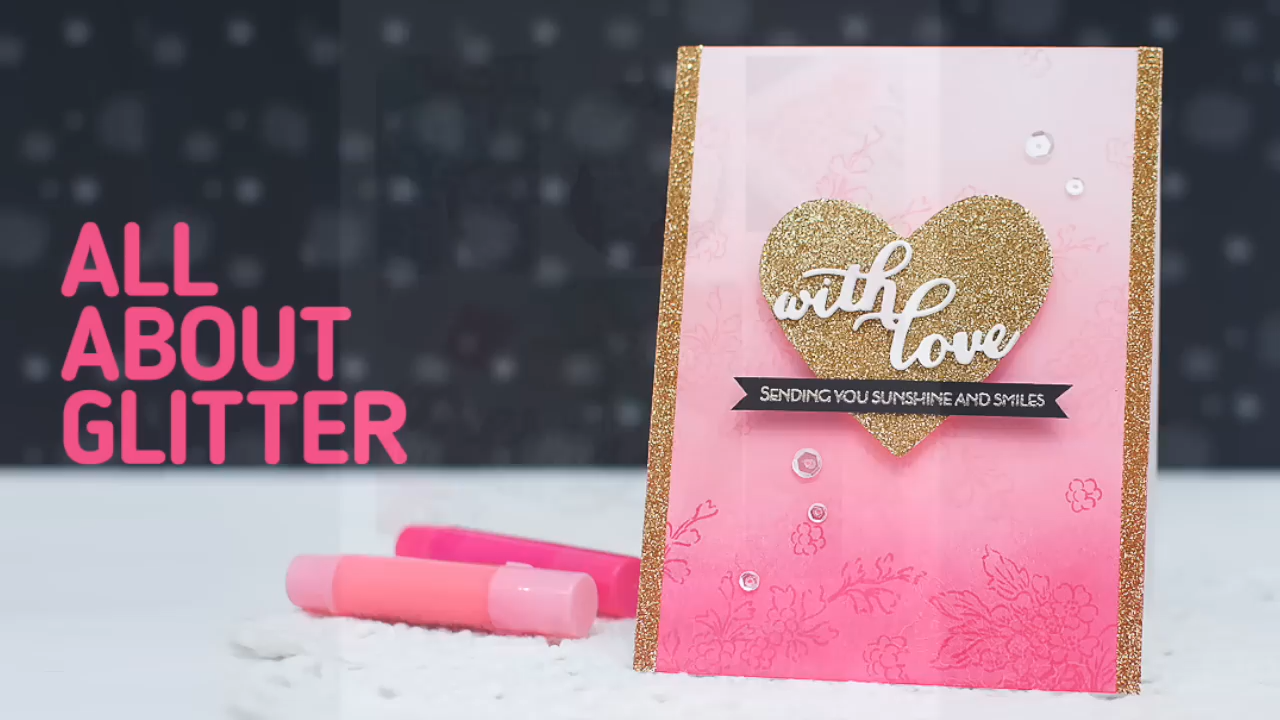 ALL
ABOUT
GLITTER
with
love
SENDING YOU SUNSHINE AND SMILES